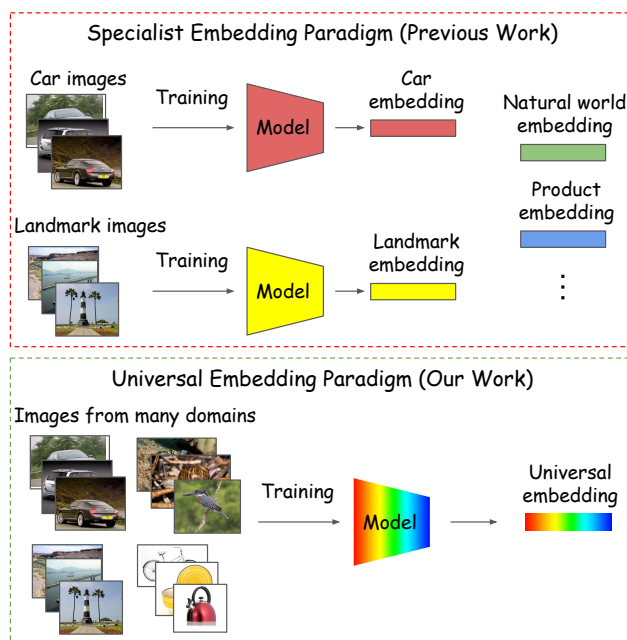 Specialist Embedding Paradigm (Previous Work)
Car images
Training
Model
Car
embedding
Natural world
embedding
Product
embedding
Landmark images
Training
Model
Landmark
embedding
Universal Embedding Paradigm (Our Work)
Images from many domains
Training
Model
Universal
embedding